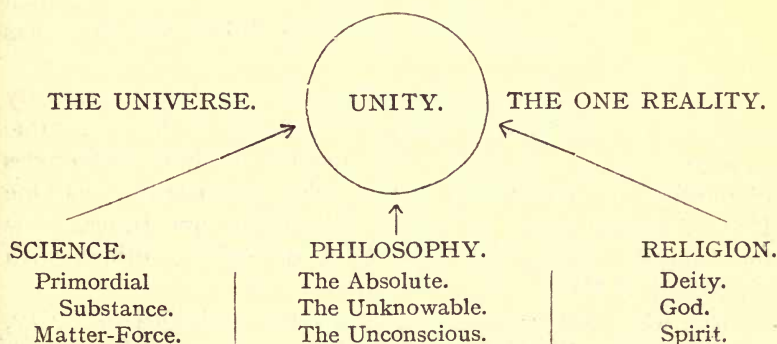 THE UNIVERSE. UNITY. THE ONE REALITY.
SCIENCE. PHILOSOPHY. RELIGION.
Primordial The Absolute. Deity.
Substance. The Unknowable. God.
Matter-Force. The Unconscious. Spirit.